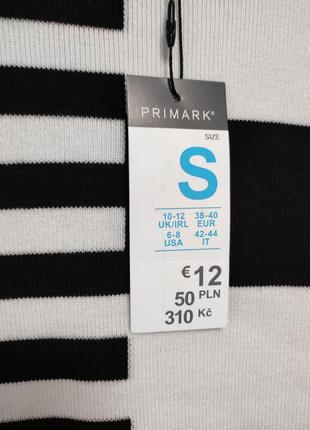 PRIMARK®
SIZE
S
10-12 38-40
UK/IRL EUR
6-8 42-44
USA IT
€12
50 PLN
310 Kč